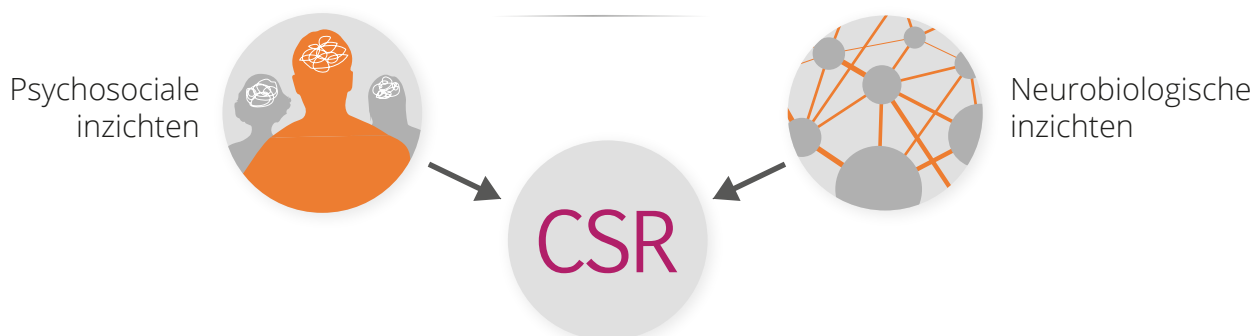 Psychosociale
inzichten
Neurobiologische
inzichten
CSR